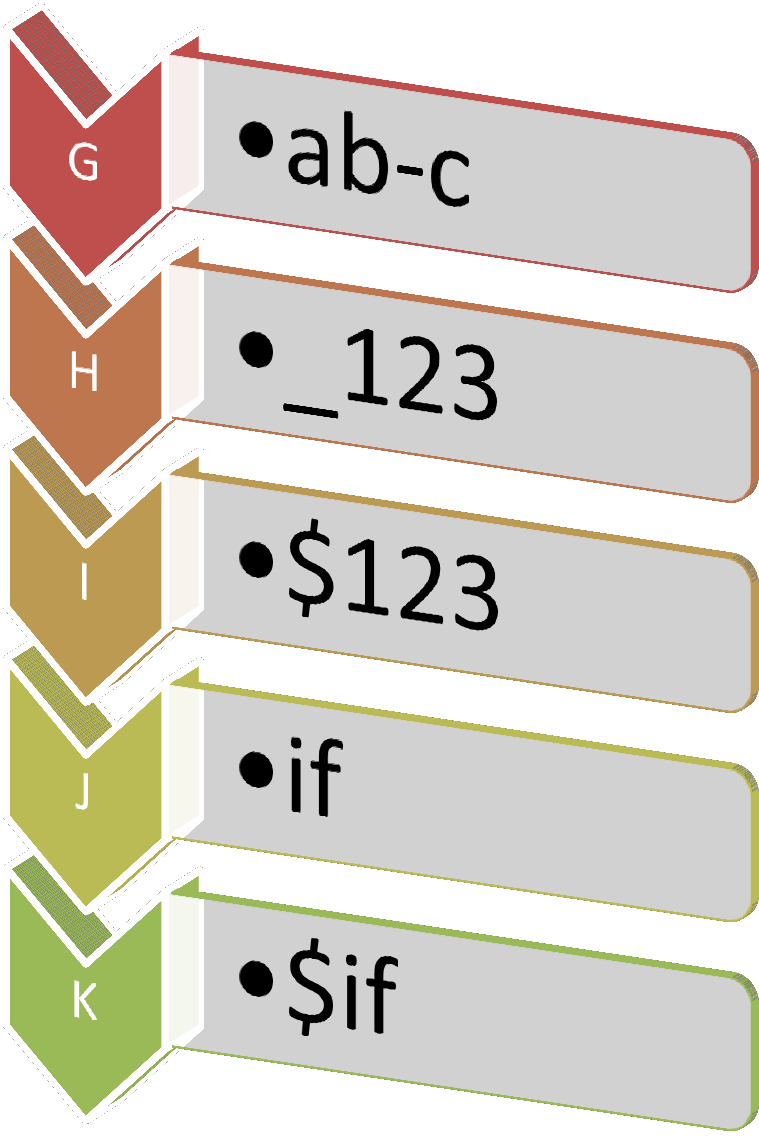 G
•ab-c
H
•_123
I
•$123
J
•if
K
•$if